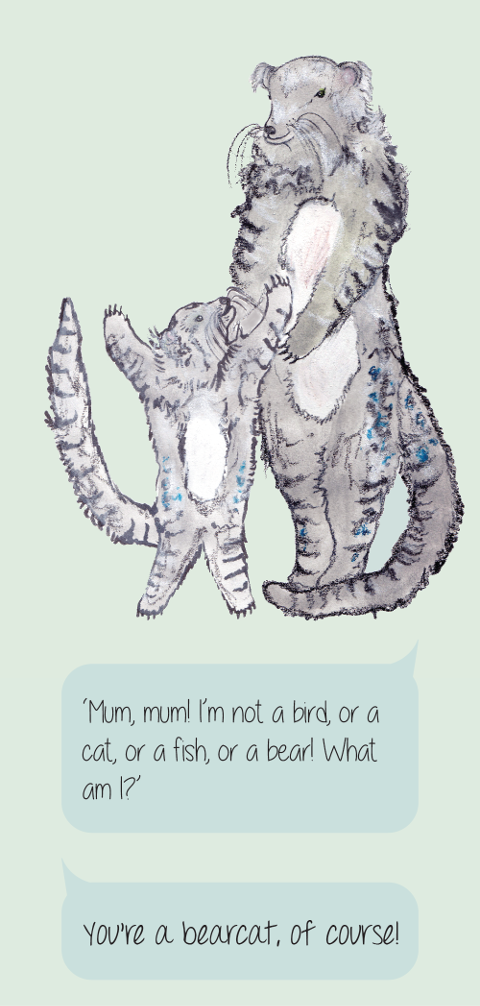 ‘Mum, mum! I’m not a bird, or a
cat, or a fish, or a bear! What
am I?’
You’re a bearcat, of course!